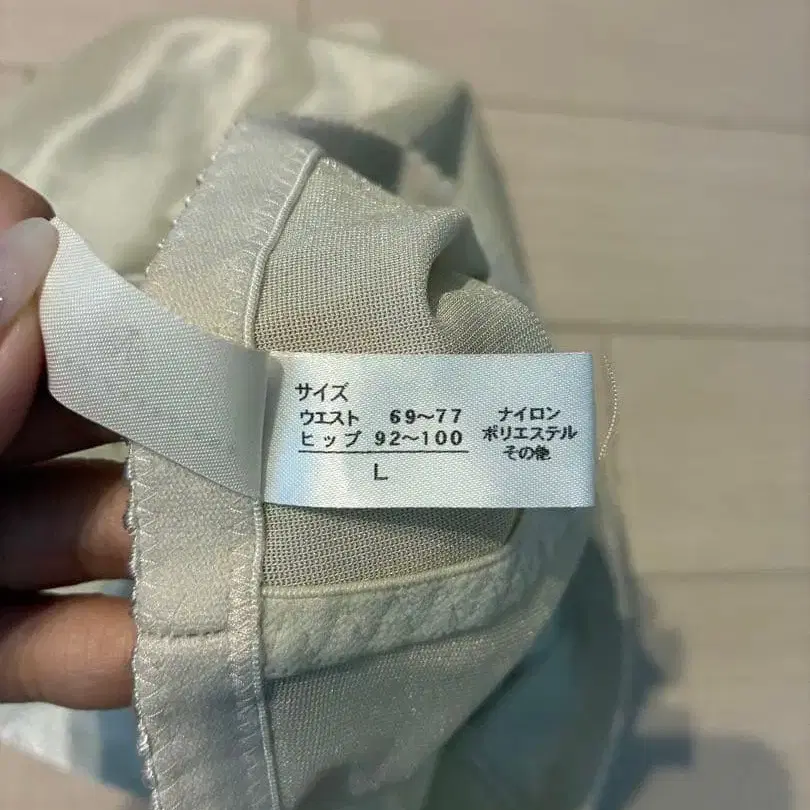 サイズ
ウエスト 69～77
ヒップ 92～100
L
ナイロン
ポリエステル
その他